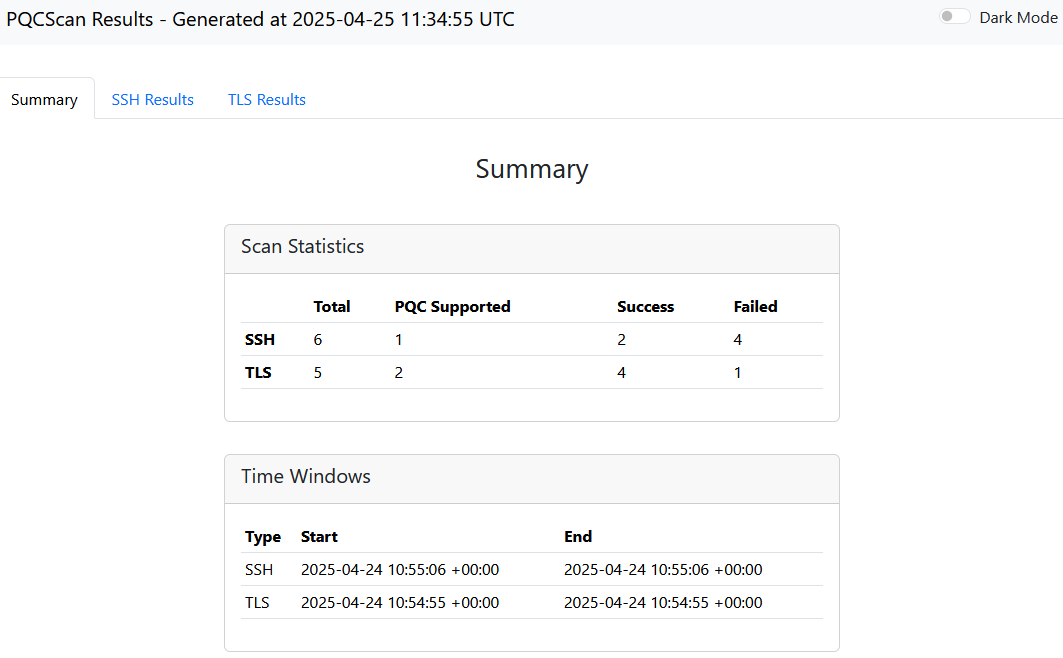 PQCScan Results - Generated at 2025-04-25 11:34:55 UTC Dark Mode
Summary SSH Results TLS Results
Summary
Scan Statistics
Total PQC Supported Success Failed
SSH 6 1 2 4
TLS 5 2 4 1
Time Windows
Type Start End
SSH 2025-04-24 10:55:06 +00:00 2025-04-24 10:55:06 +00:00
TLS 2025-04-24 10:54:55 +00:00 2025-04-24 10:54:55 +00:00